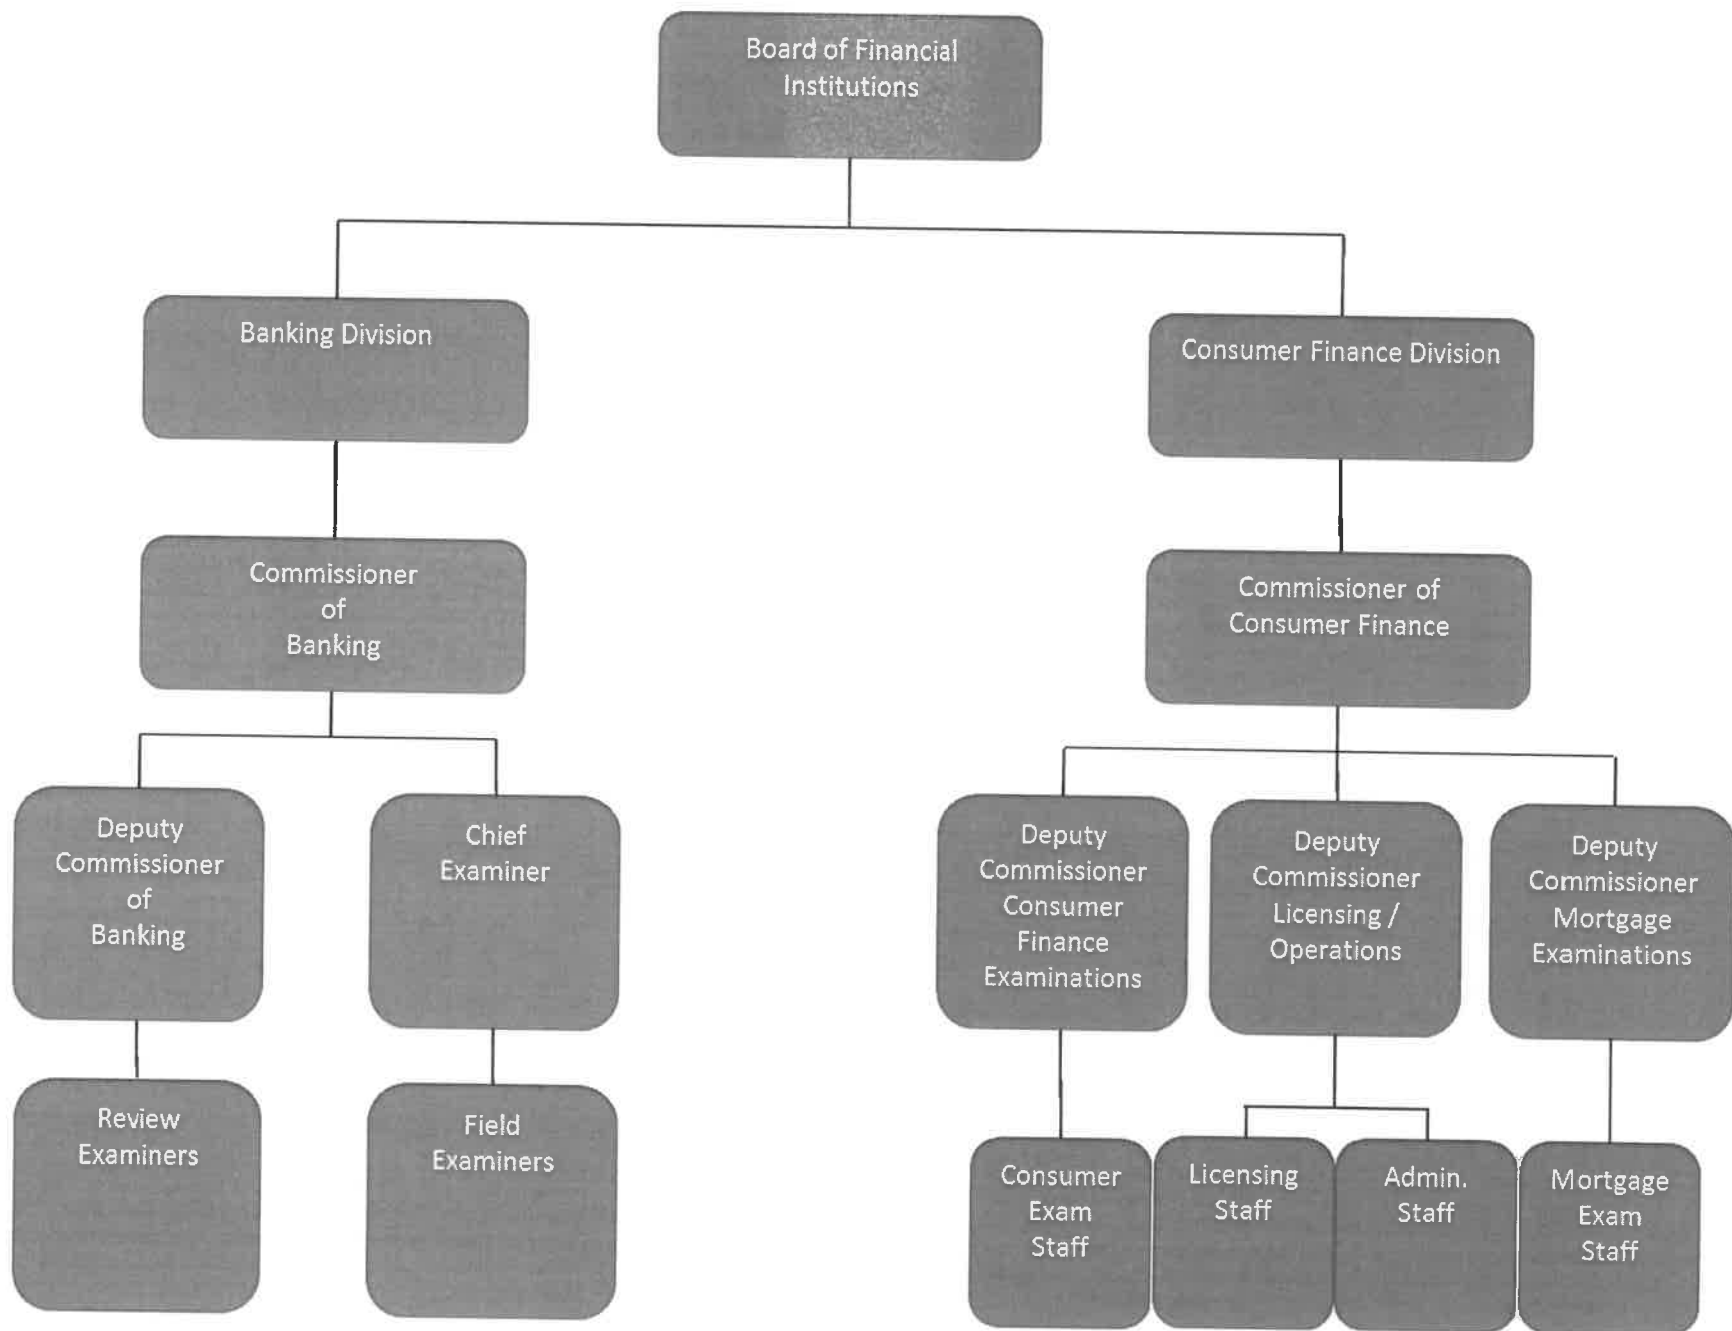 Board of Financial
Institutions
Banking Division
Consumer Finance Division
Commissioner
of
Banking
Commissioner of
Consumer Finance
Deputy
Commissioner
of
Banking
Chief
Examiner
Deputy
Commissioner
Consumer
Finance
Examinations
Deputy
Commissioner
Licensing /
Operations
Deputy
Commissioner
Mortgage
Examinations
Review
Examiners
Field
Examiners
Consumer
Exam
Staff
Licensing
Staff
Admin.
Staff
Mortgage
Exam
Staff